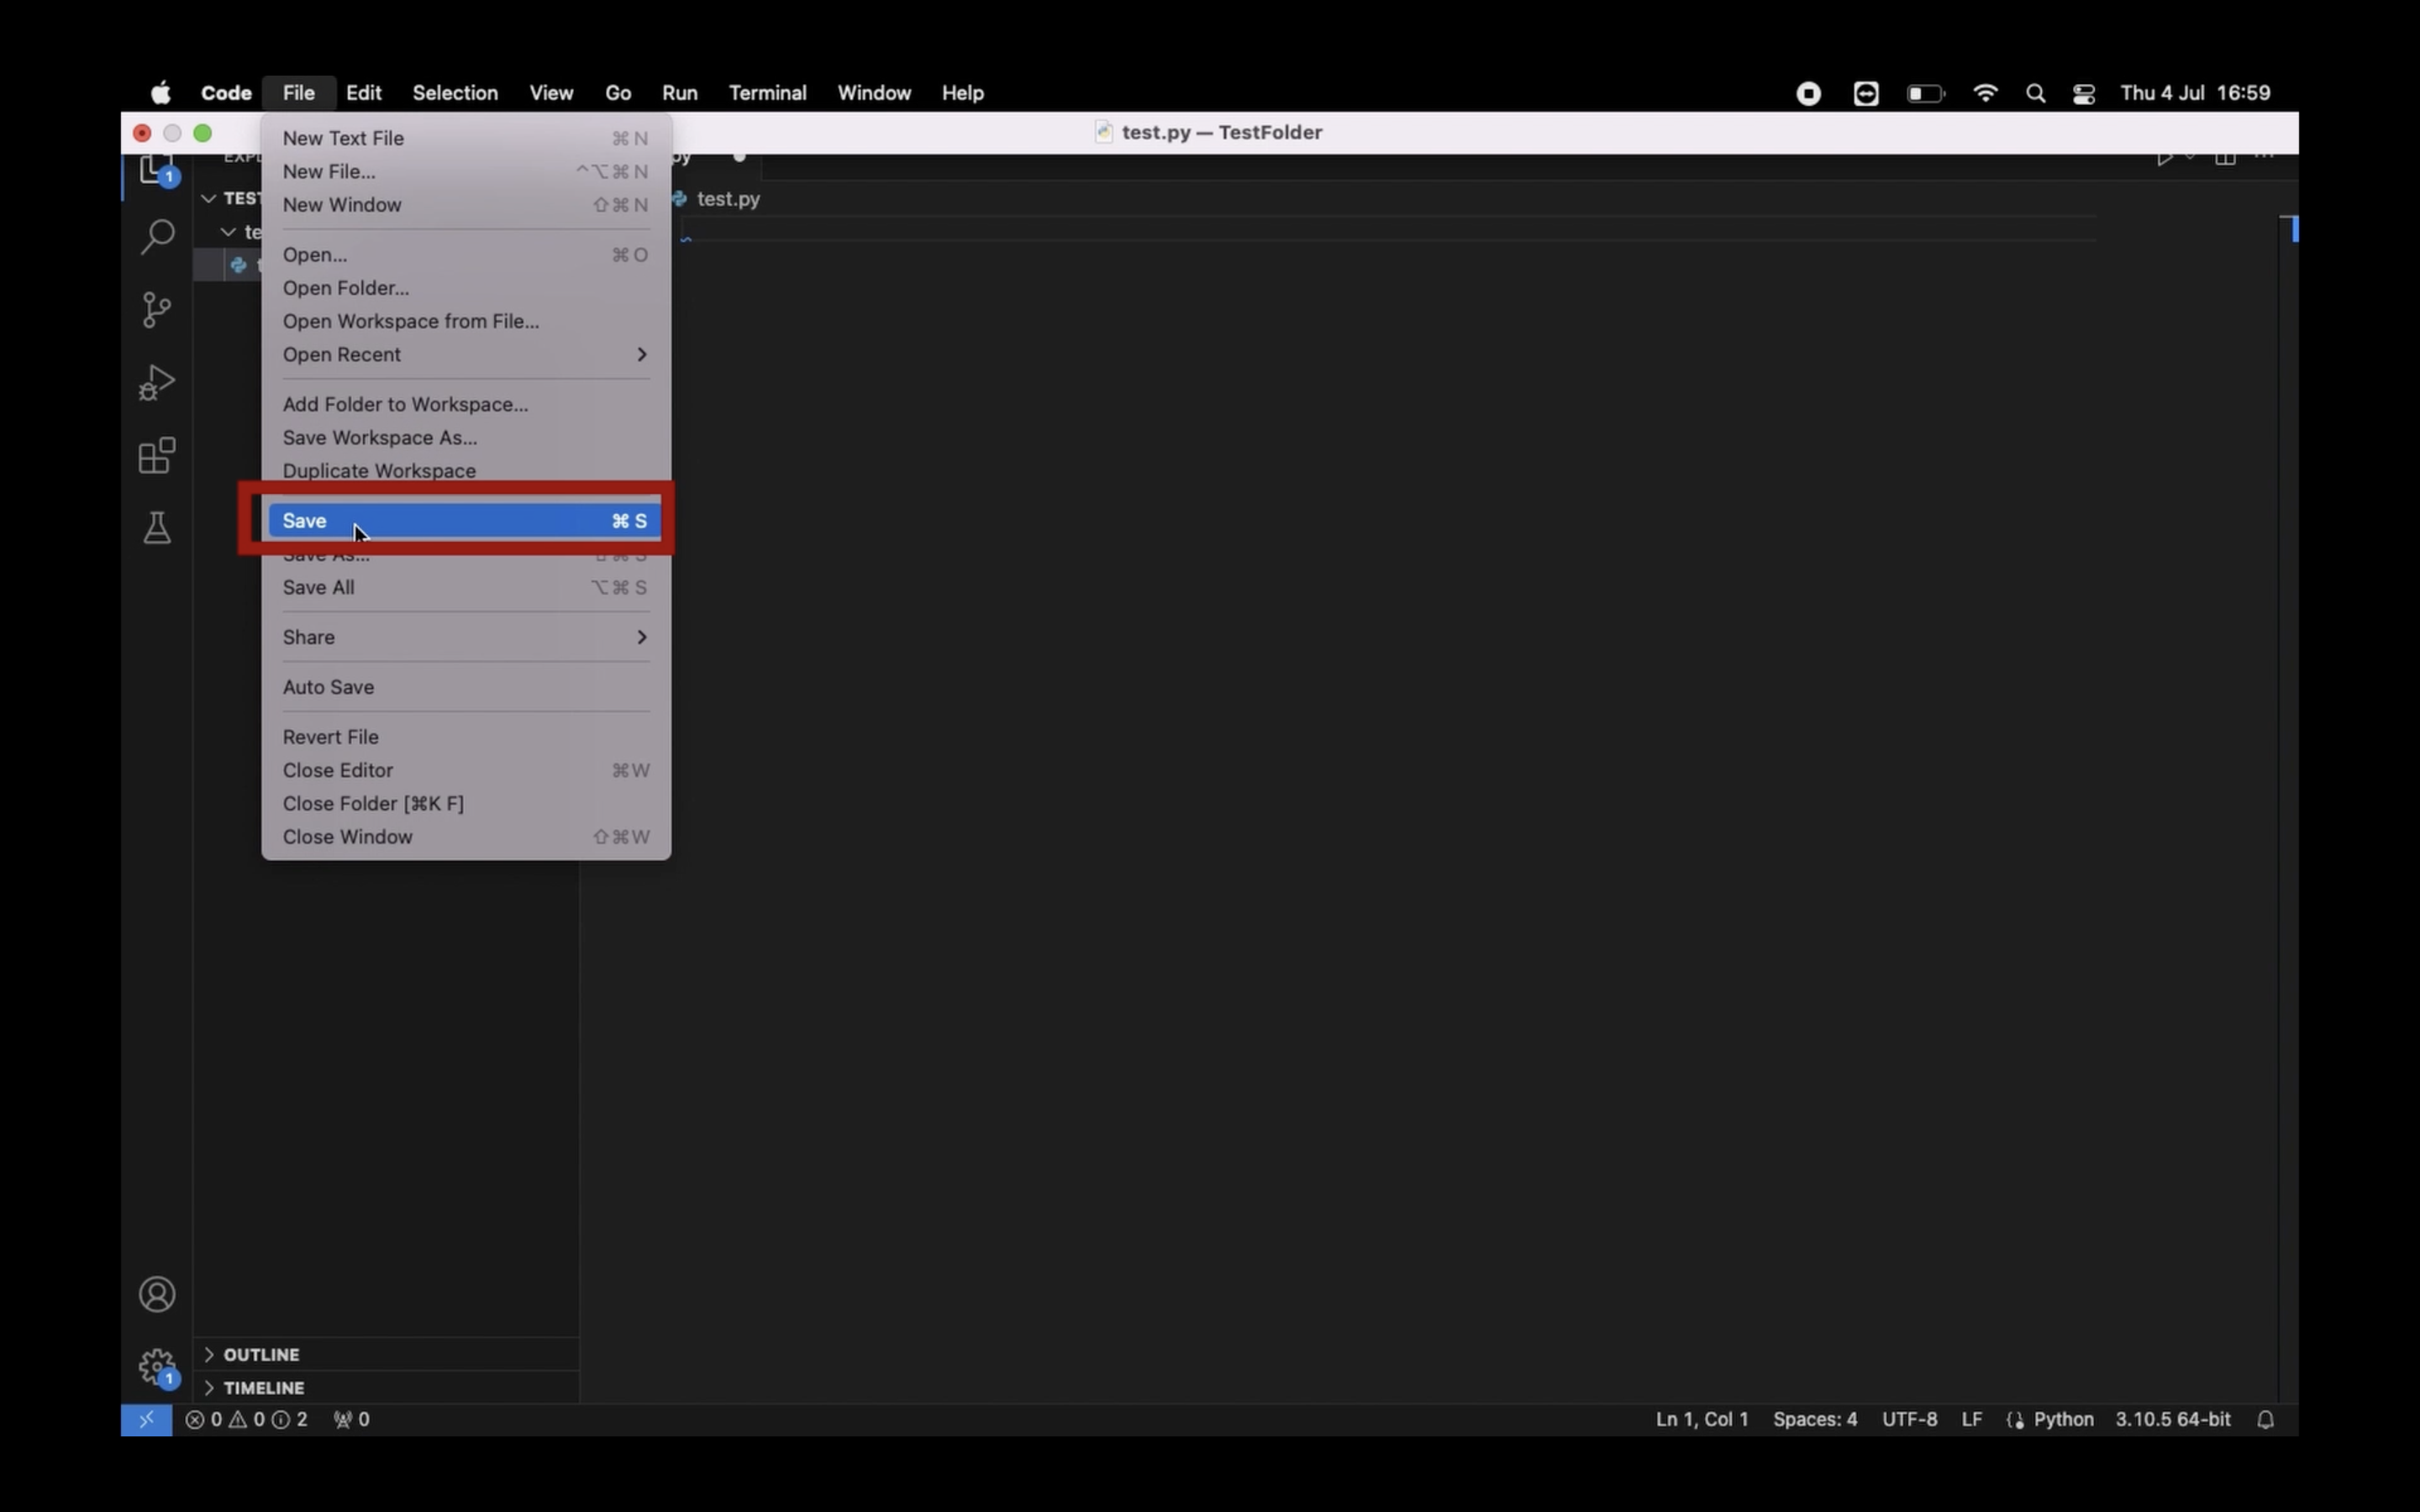 Code File Edit Selection View Go Run Terminal Window Help Thu 4 Jul 16:59
test.py — TestFolder
New Text File ⌘ N
New File... ^⌥⌘ N
New Window ⇧⌘ N
Open... ⌘ O
Open Folder...
Open Workspace from File...
Open Recent
Add Folder to Workspace...
Save Workspace As...
Duplicate Workspace
Save ⌘ S
Save As... ⇧⌘ S
Save All ⌥⌘ S
Share
Auto Save
Revert File
Close Editor ⌘W
Close Folder [⌘K F]
Close Window ⇧⌘W
1
TEST
te
test.py
OUTLINE
TIMELINE
1
0 0 2 0
Ln 1, Col 1 Spaces: 4 UTF-8 LF Python 3.10.5 64-bit